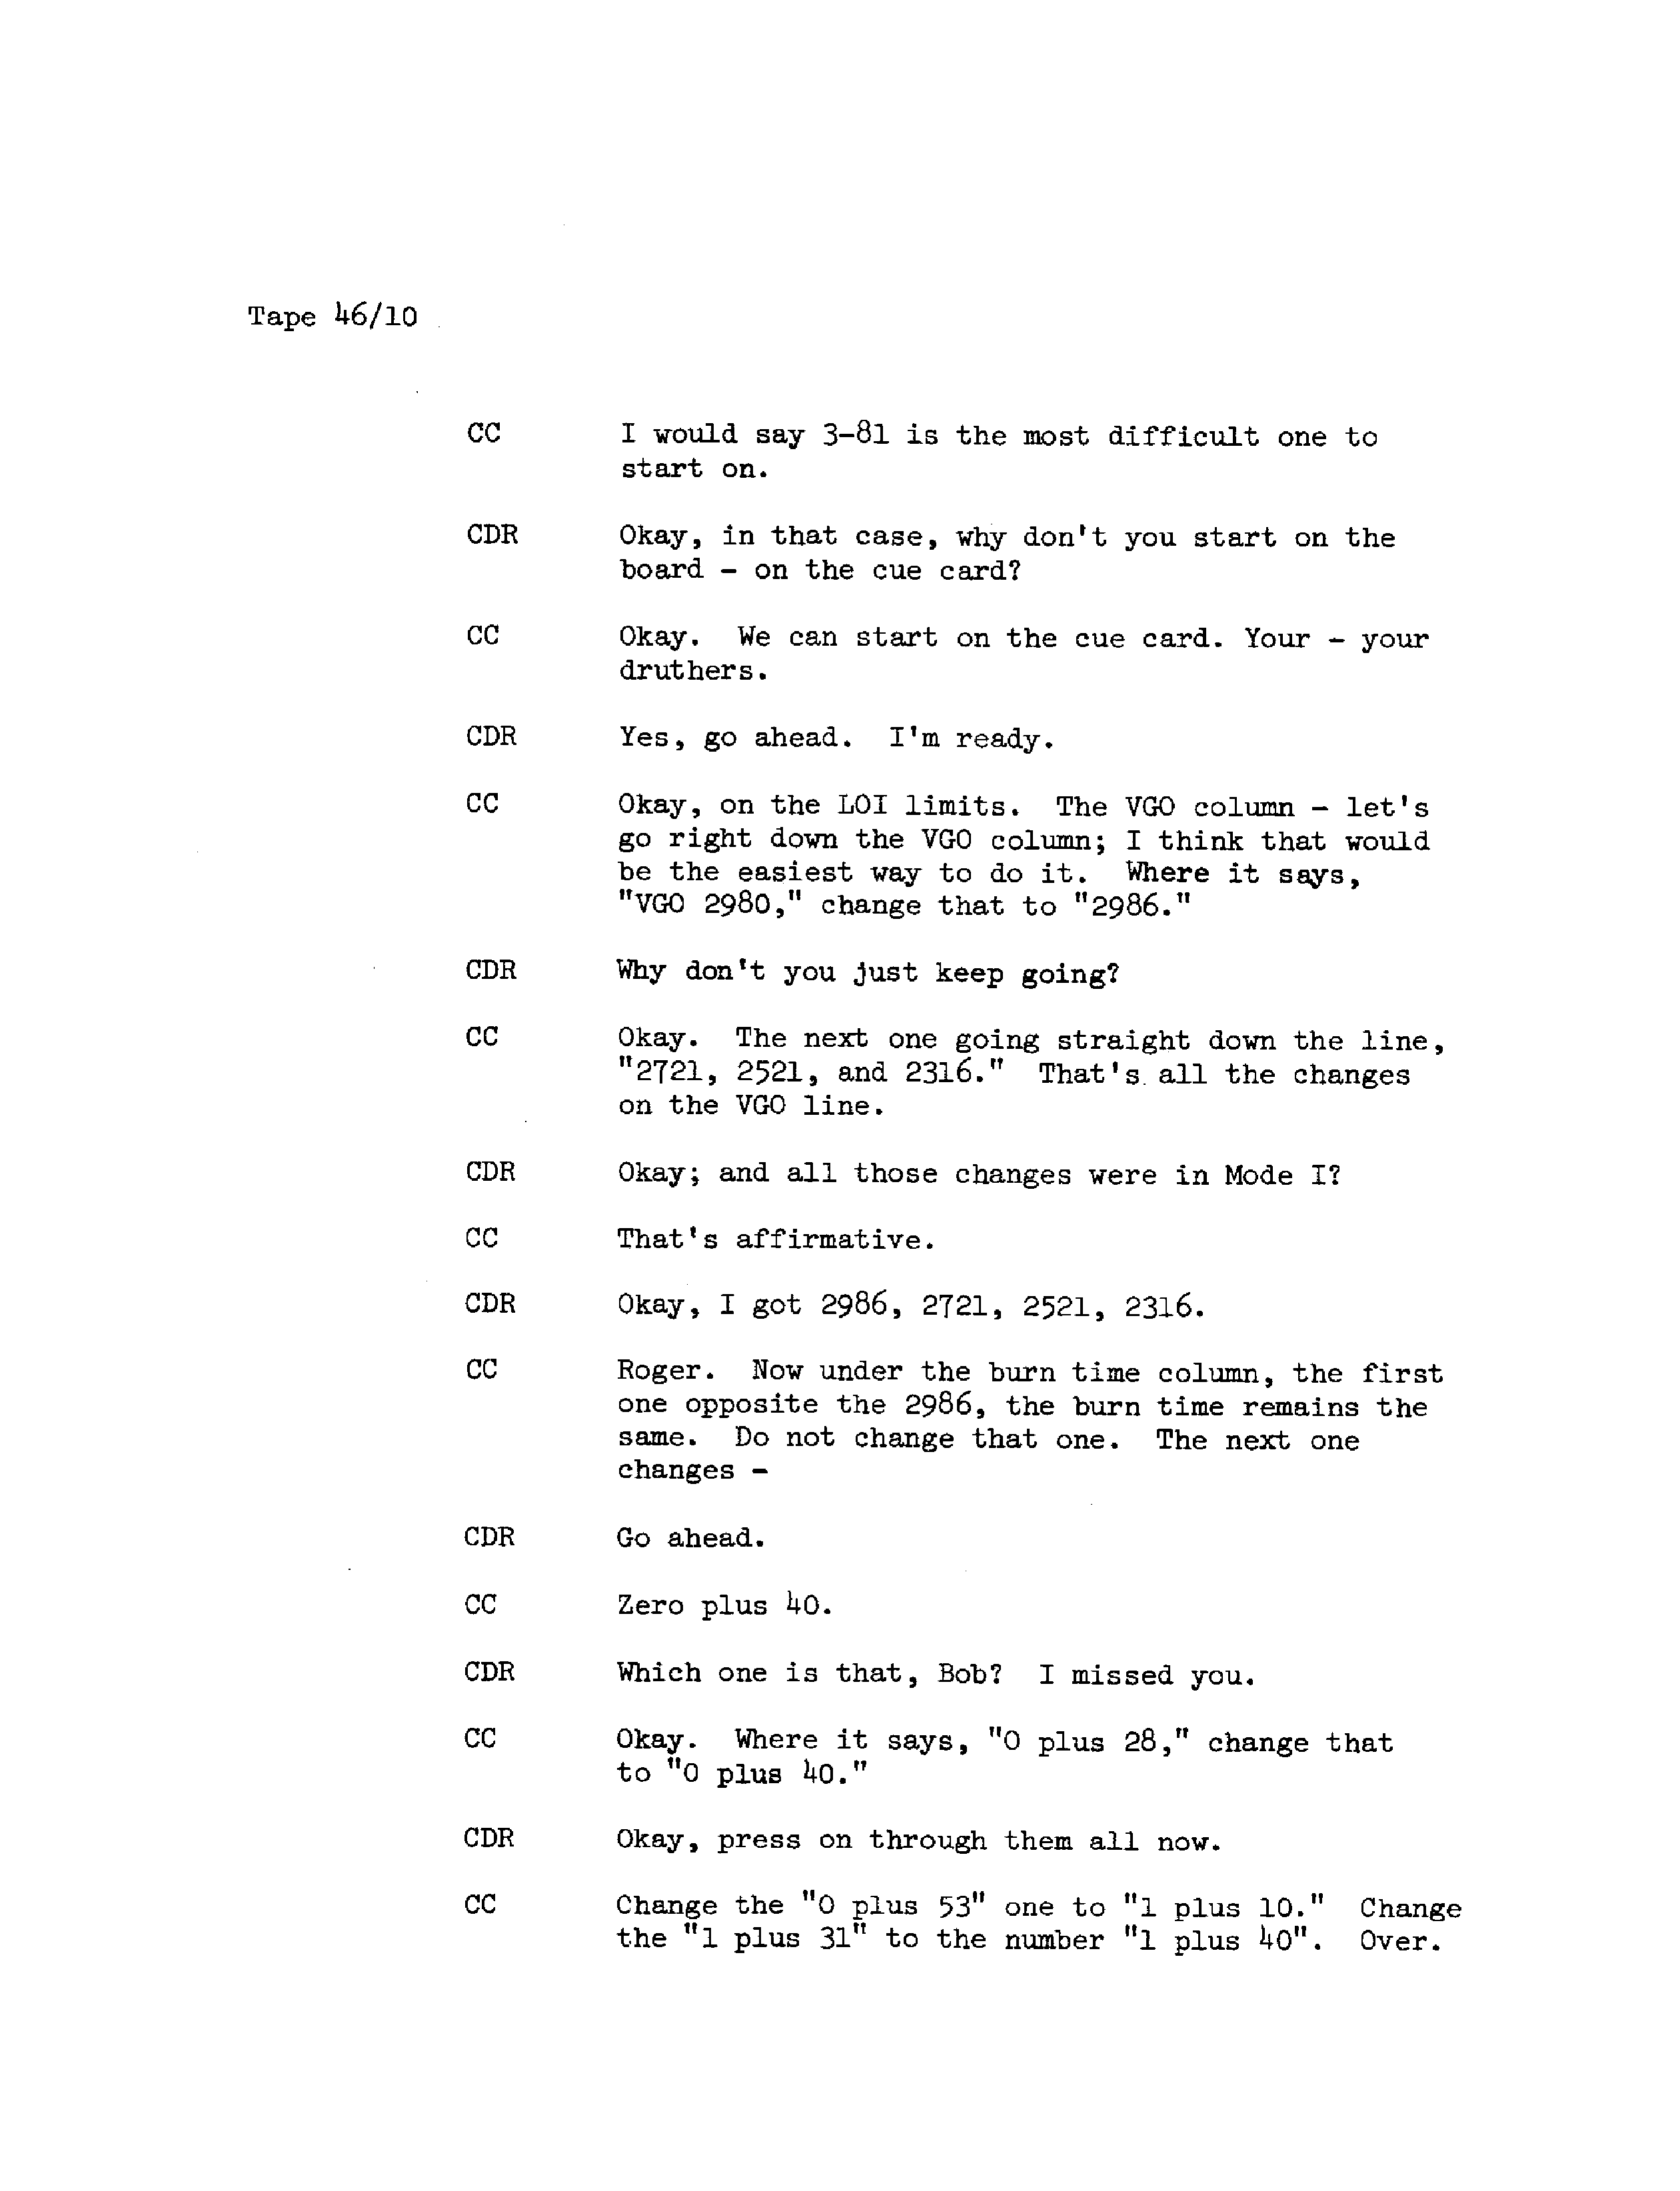 Tape 46/10
CC I would say 3-81 is the most difficult one to
start on.
CDR Okay, in that case, why don't you start on the
board - on the cue card?
CC Okay. We can start on the cue card. Your - your
druthers.
CDR Yes, go ahead. I'm ready.
CC Okay, on the LOI limits. The VGO column - let's
go right down the VGO column; I think that would
be the easiest way to do it. Where it says,
"VGO 2980," change that to "2986."
CDR Why don't you just keep going?
CC Okay. The next one going straight down the line,
"2721, 2521, and 2316." That's all the changes
on the VGO line.
CDR Okay; and all those changes were in Mode I?
CC That's affirmative.
CDR Okay, I got 2986, 2721, 2521, 2316.
CC Roger. Now under the burn time column, the first
one opposite the 2986, the burn time remains the
same. Do not change that one. The next one
changes -
CDR Go ahead.
CC Zero plus 40.
CDR Which one is that, Bob? I missed you.
CC Okay. Where it says, "0 plus 28," change that
to "0 plus 40."
CDR Okay, press on through them all now.
CC Change the "0 plus 53" one to "1 plus 10." Change
the "1 plus 31" to the number "1 plus 40". Over.